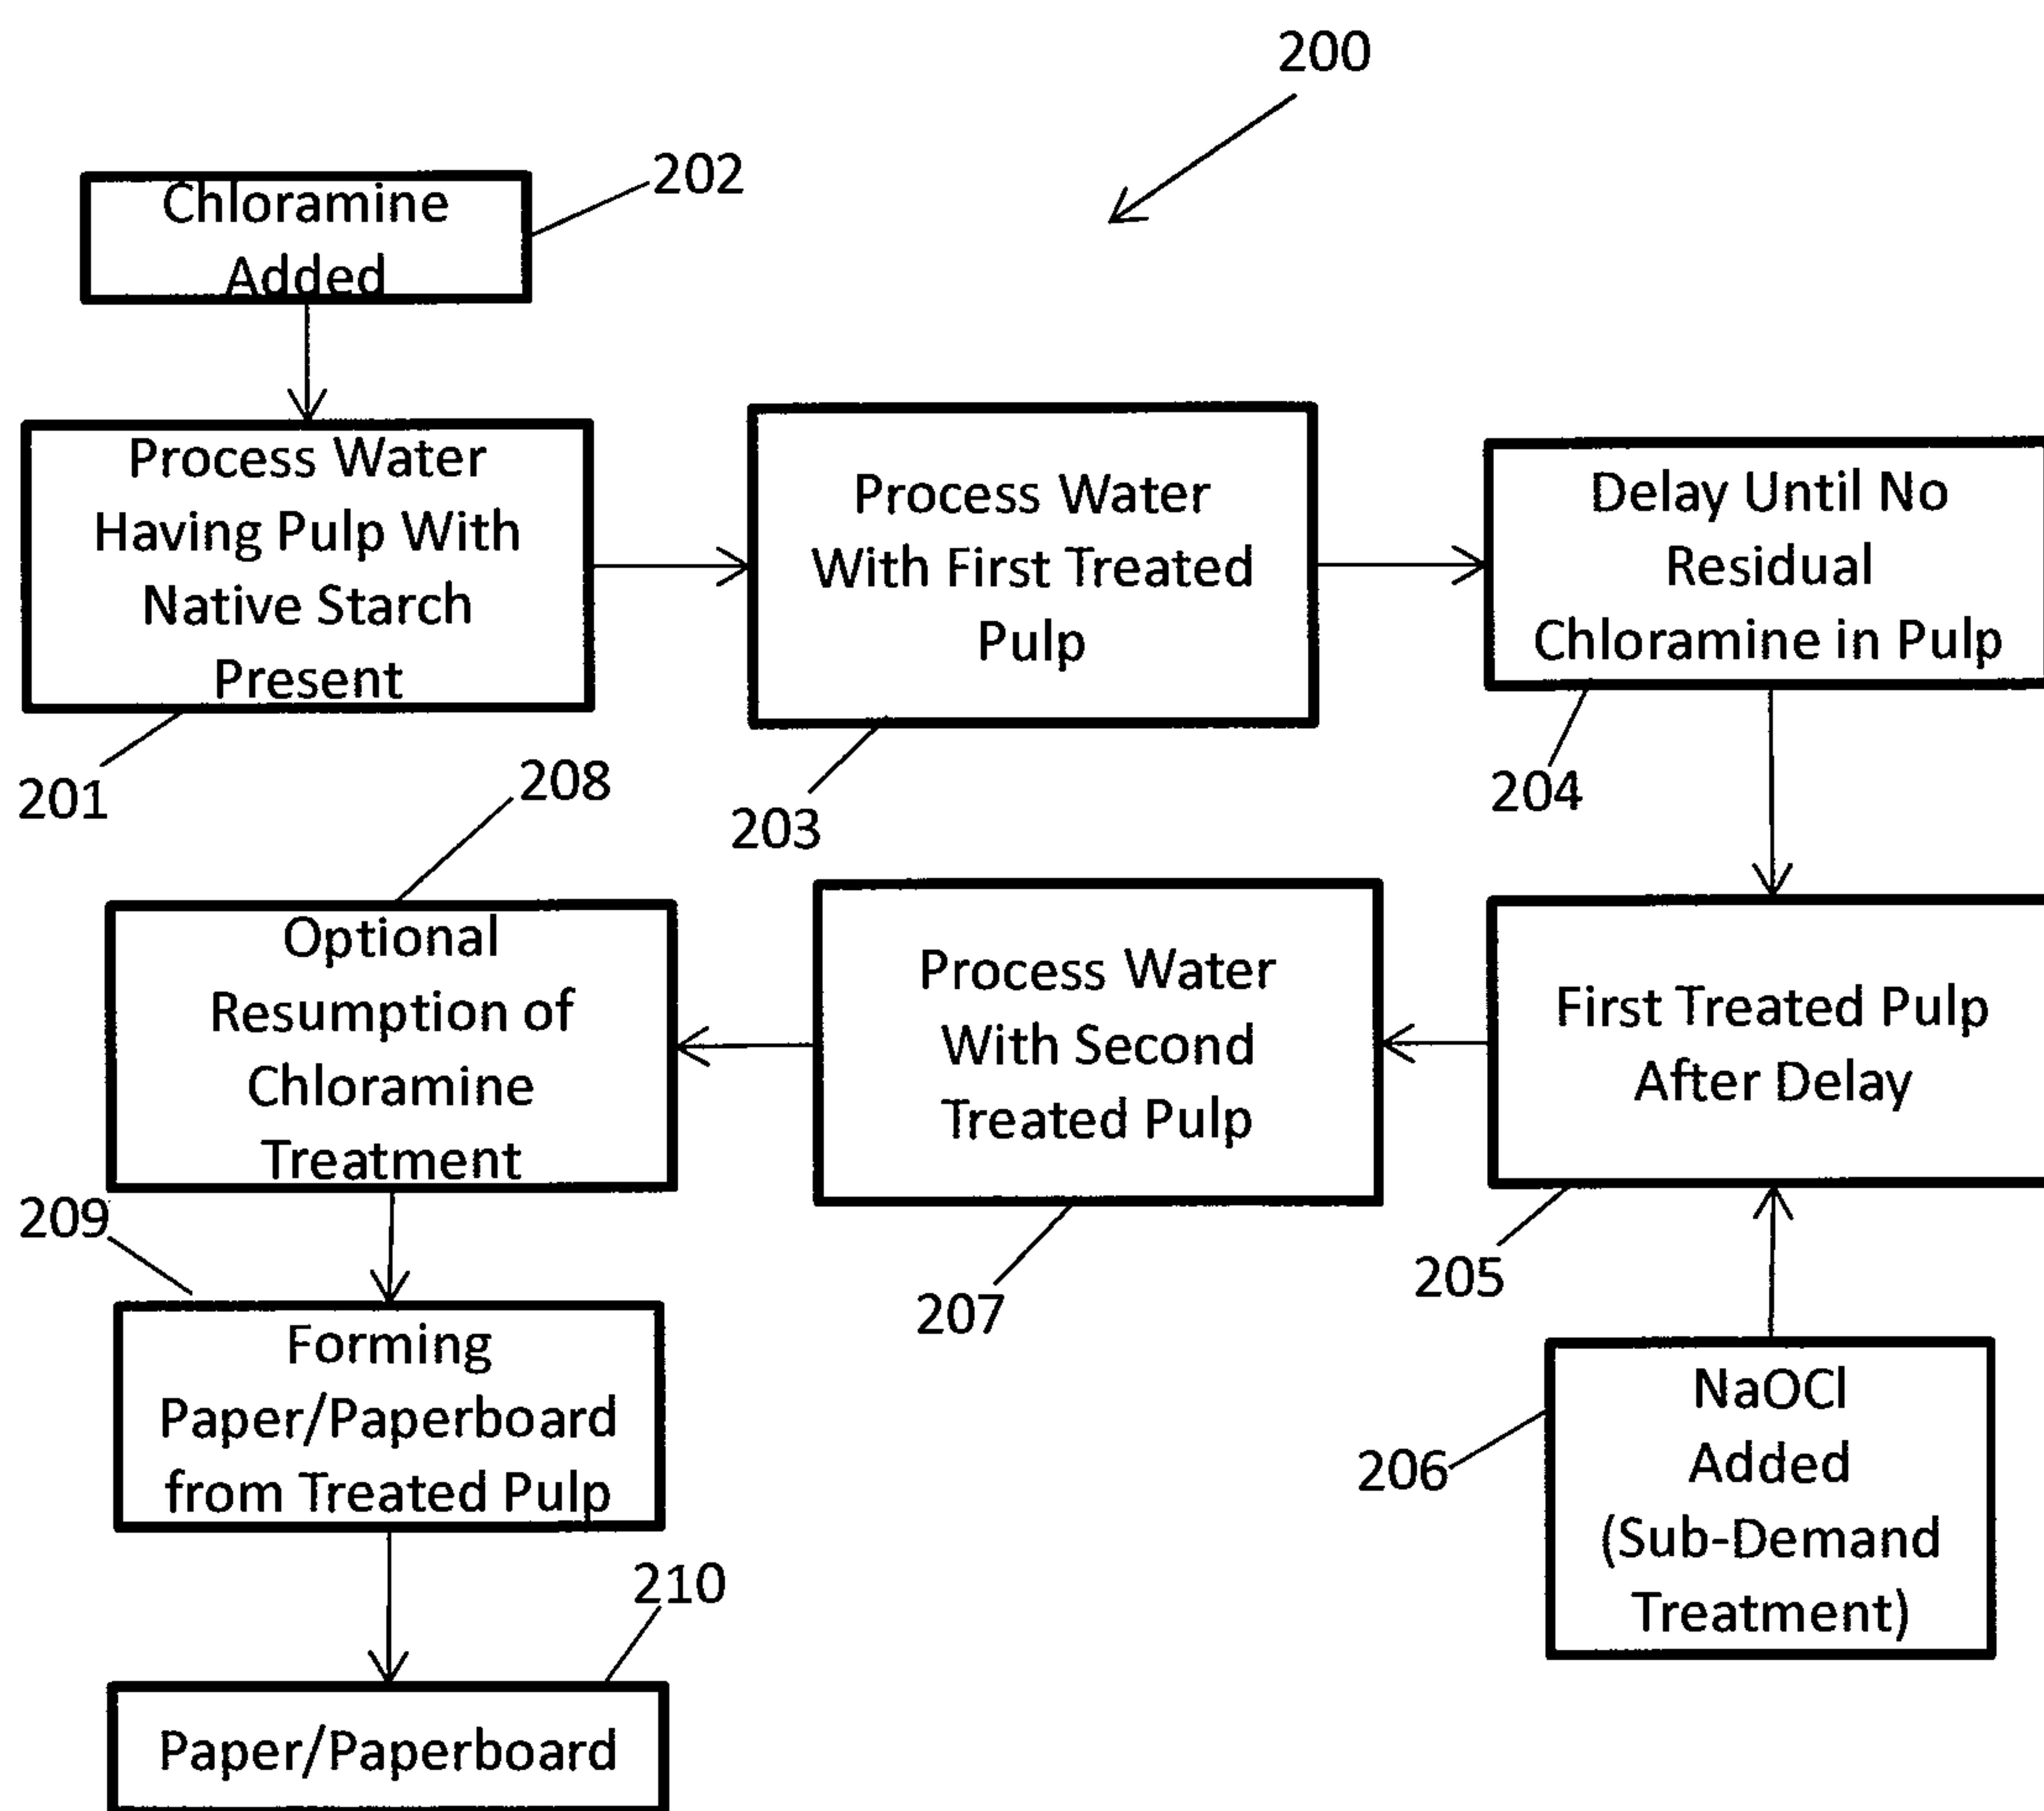 200
202
Chloramine
Added
Process Water
Having Pulp With
Native Starch
Present
201
Process Water
With First Treated
Pulp
203
Delay Until No
Residual
Chloramine in Pulp
204
First Treated Pulp
After Delay
205
NaOCl
Added
(Sub-Demand
Treatment)
206
Process Water
With Second
Treated Pulp
207
208
Optional
Resumption of
Chloramine
Treatment
209
Forming
Paper/Paperboard
from Treated Pulp
210
Paper/Paperboard